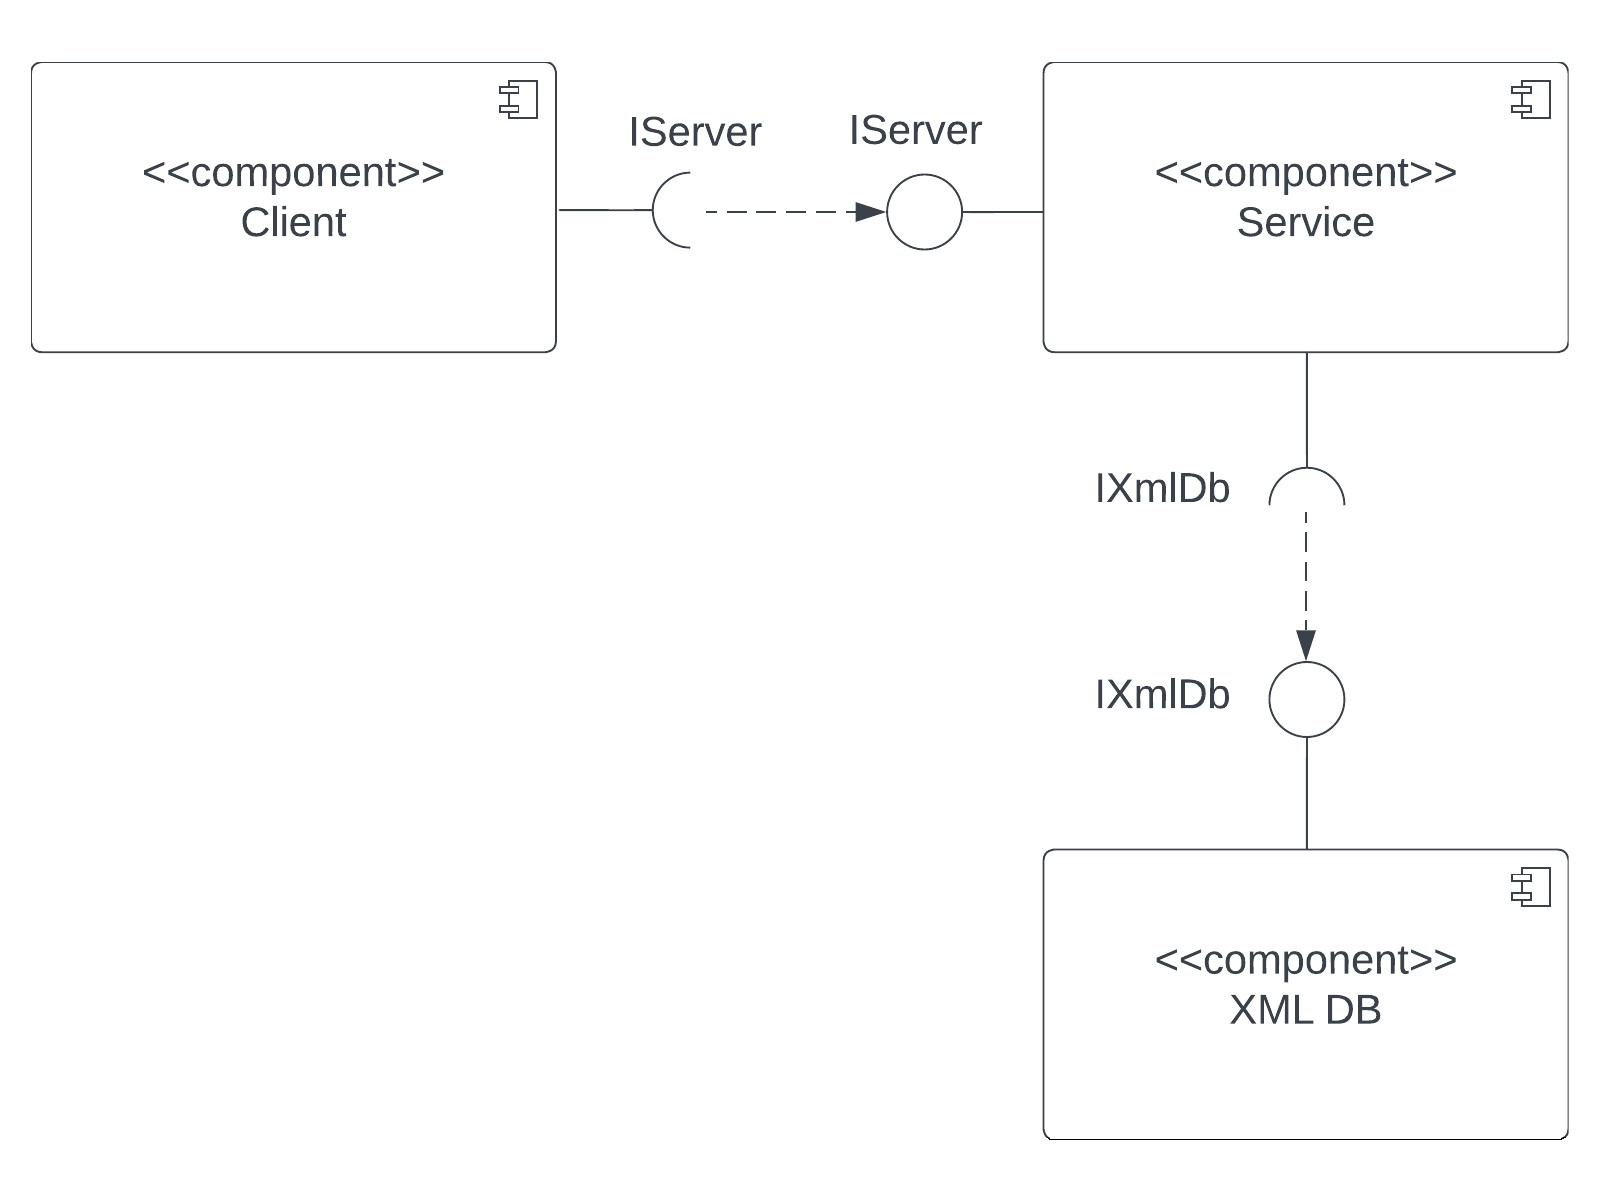 <<component>>
Client
IServer
IServer
<<component>>
Service
IXmlDb
IXmlDb
<<component>>
XML DB